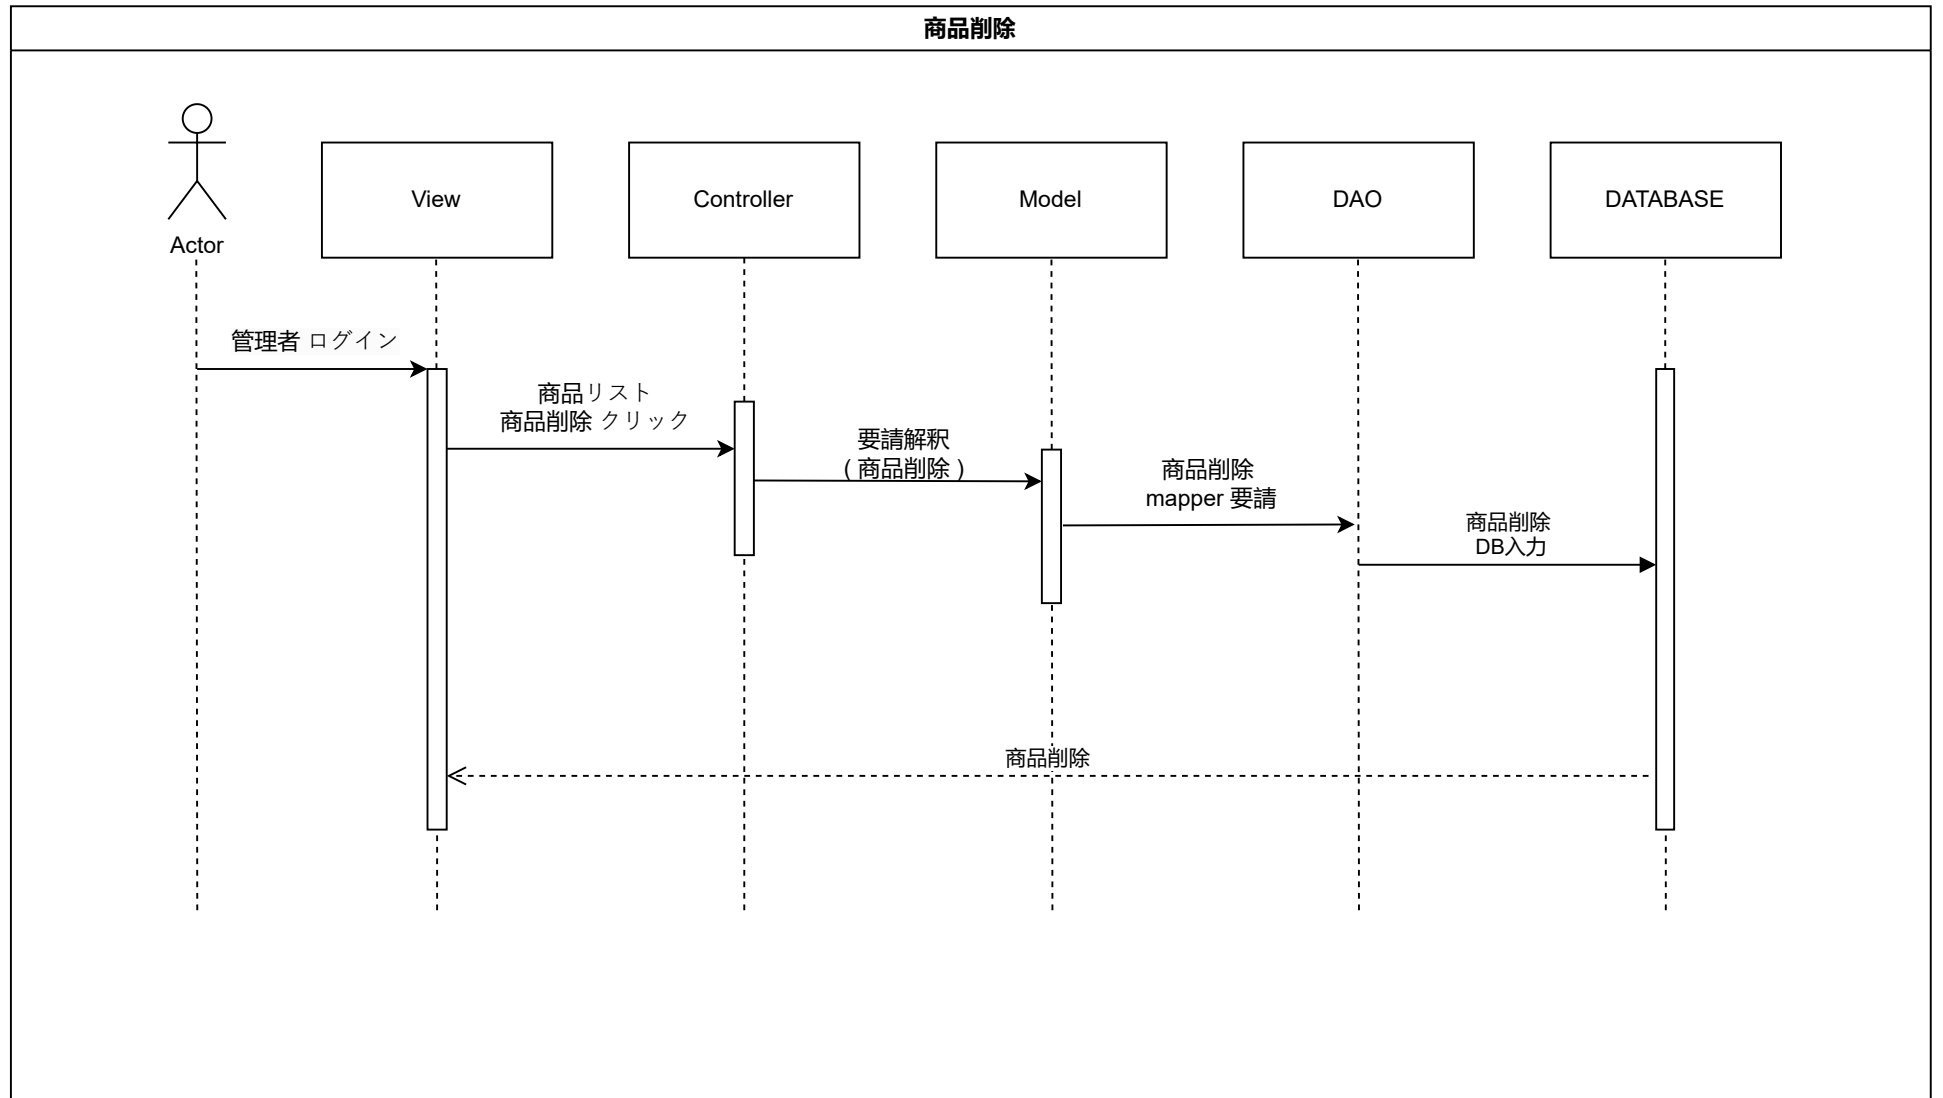 商品削除
Actor
View
Controller
Model
DAO
DATABASE
管理者 ログイン
商品リスト
商品削除 クリック
要請解釈
( 商品削除 )
商品削除
mapper 要請
商品削除
DB入力
商品削除